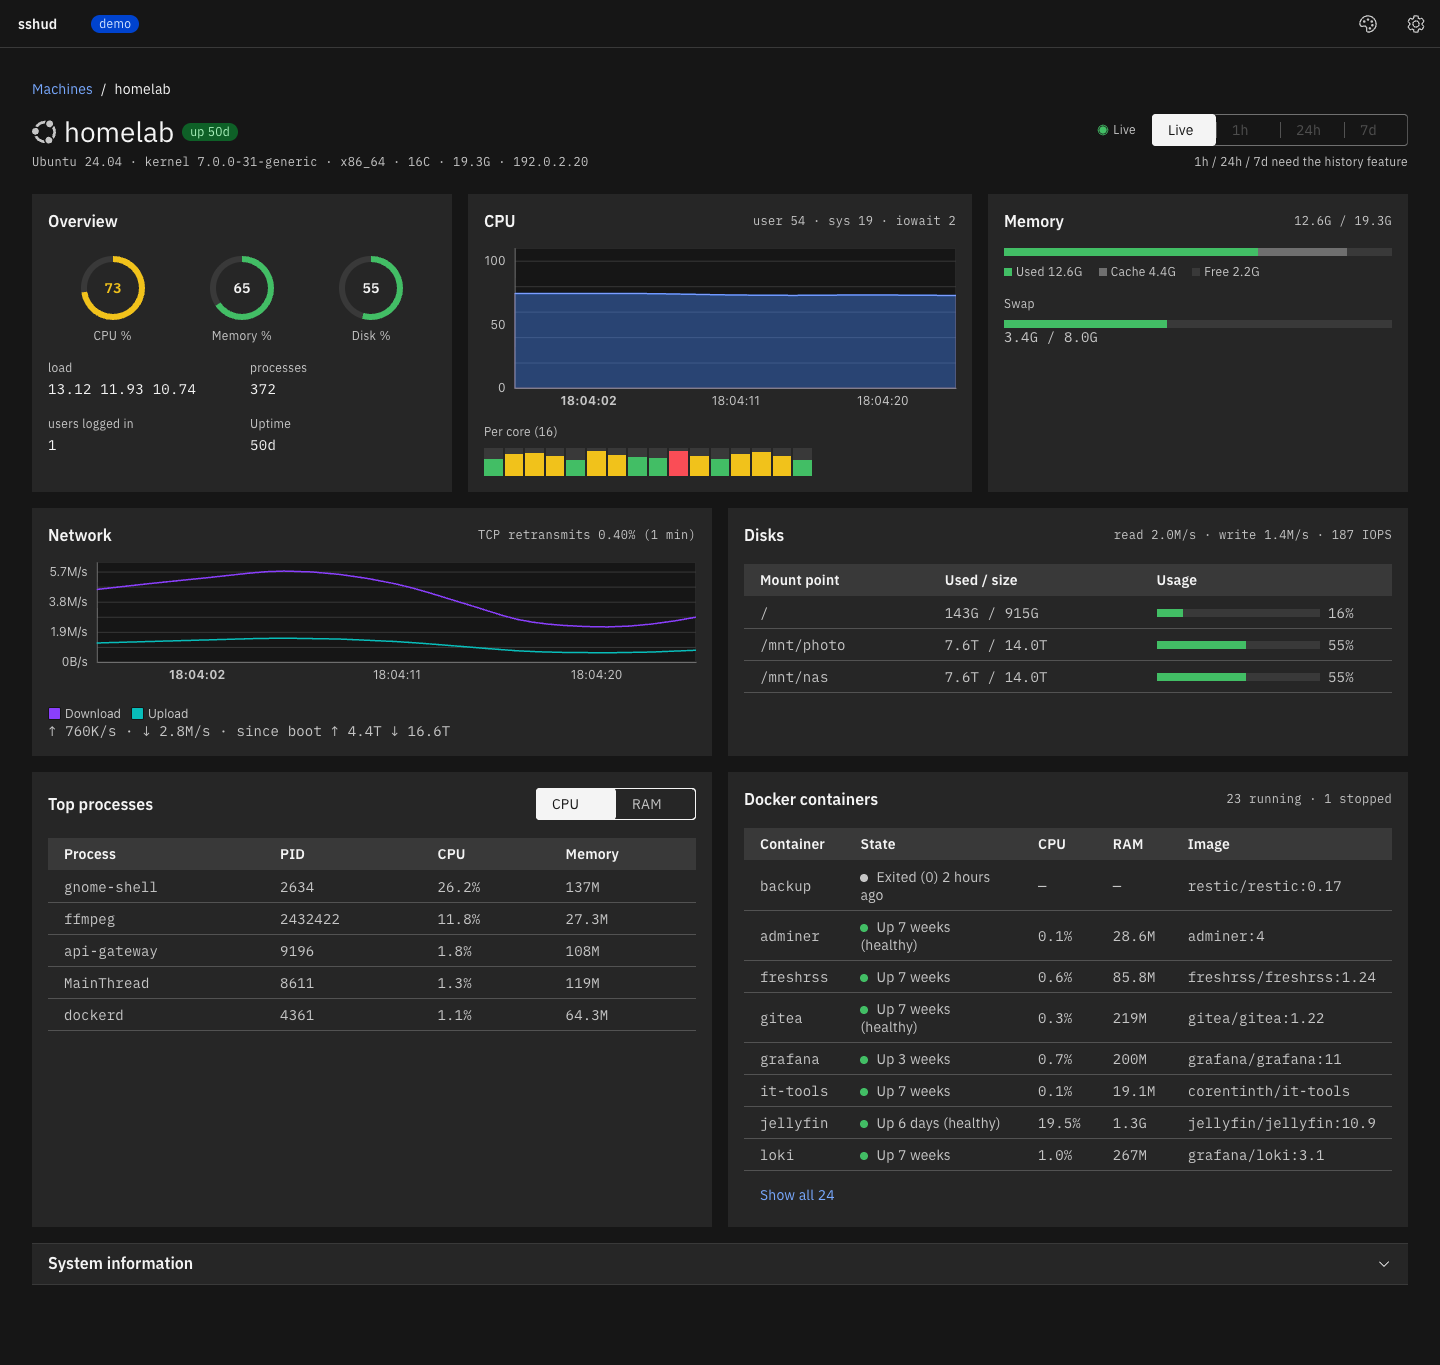 sshud demo
Machines / homelab
homelab up 50d
Live Live 1h 24h 7d
Ubuntu 24.04 · kernel 7.0.0-31-generic · x86_64 · 16C · 19.3G · 192.0.2.20
1h / 24h / 7d need the history feature
Overview
73 65 55
CPU % Memory % Disk %
load processes
13.12 11.93 10.74 372
users logged in Uptime
1 50d
CPU user 54 · sys 19 · iowait 2
100
50
0
18:04:02 18:04:11 18:04:20
Per core (16)
Memory 12.6G / 19.3G
Used 12.6G Cache 4.4G Free 2.2G
Swap
3.4G / 8.0G
Network TCP retransmits 0.40% (1 min)
5.7M/s
3.8M/s
1.9M/s
0B/s
18:04:02 18:04:11 18:04:20
Download Upload
↑ 760K/s · ↓ 2.8M/s · since boot ↑ 4.4T ↓ 16.6T
Disks read 2.0M/s · write 1.4M/s · 187 IOPS
Mount point Used / size Usage
/ 143G / 915G 16%
/mnt/photo 7.6T / 14.0T 55%
/mnt/nas 7.6T / 14.0T 55%
Top processes CPU RAM
Process PID CPU Memory
gnome-shell 2634 26.2% 137M
ffmpeg 2432422 11.8% 27.3M
api-gateway 9196 1.8% 108M
MainThread 8611 1.3% 119M
dockerd 4361 1.1% 64.3M
Docker containers 23 running · 1 stopped
Container State CPU RAM Image
backup Exited (0) 2 hours ago – – restic/restic:0.17
adminer Up 7 weeks (healthy) 0.1% 28.6M adminer:4
freshrss Up 7 weeks 0.6% 85.8M freshrss/freshrss:1.24
gitea Up 7 weeks (healthy) 0.3% 219M gitea/gitea:1.22
grafana Up 3 weeks 0.7% 200M grafana/grafana:11
it-tools Up 7 weeks 0.1% 19.1M corentinth/it-tools
jellyfin Up 6 days (healthy) 19.5% 1.3G jellyfin/jellyfin:10.9
loki Up 7 weeks 1.0% 267M grafana/loki:3.1
Show all 24
System information